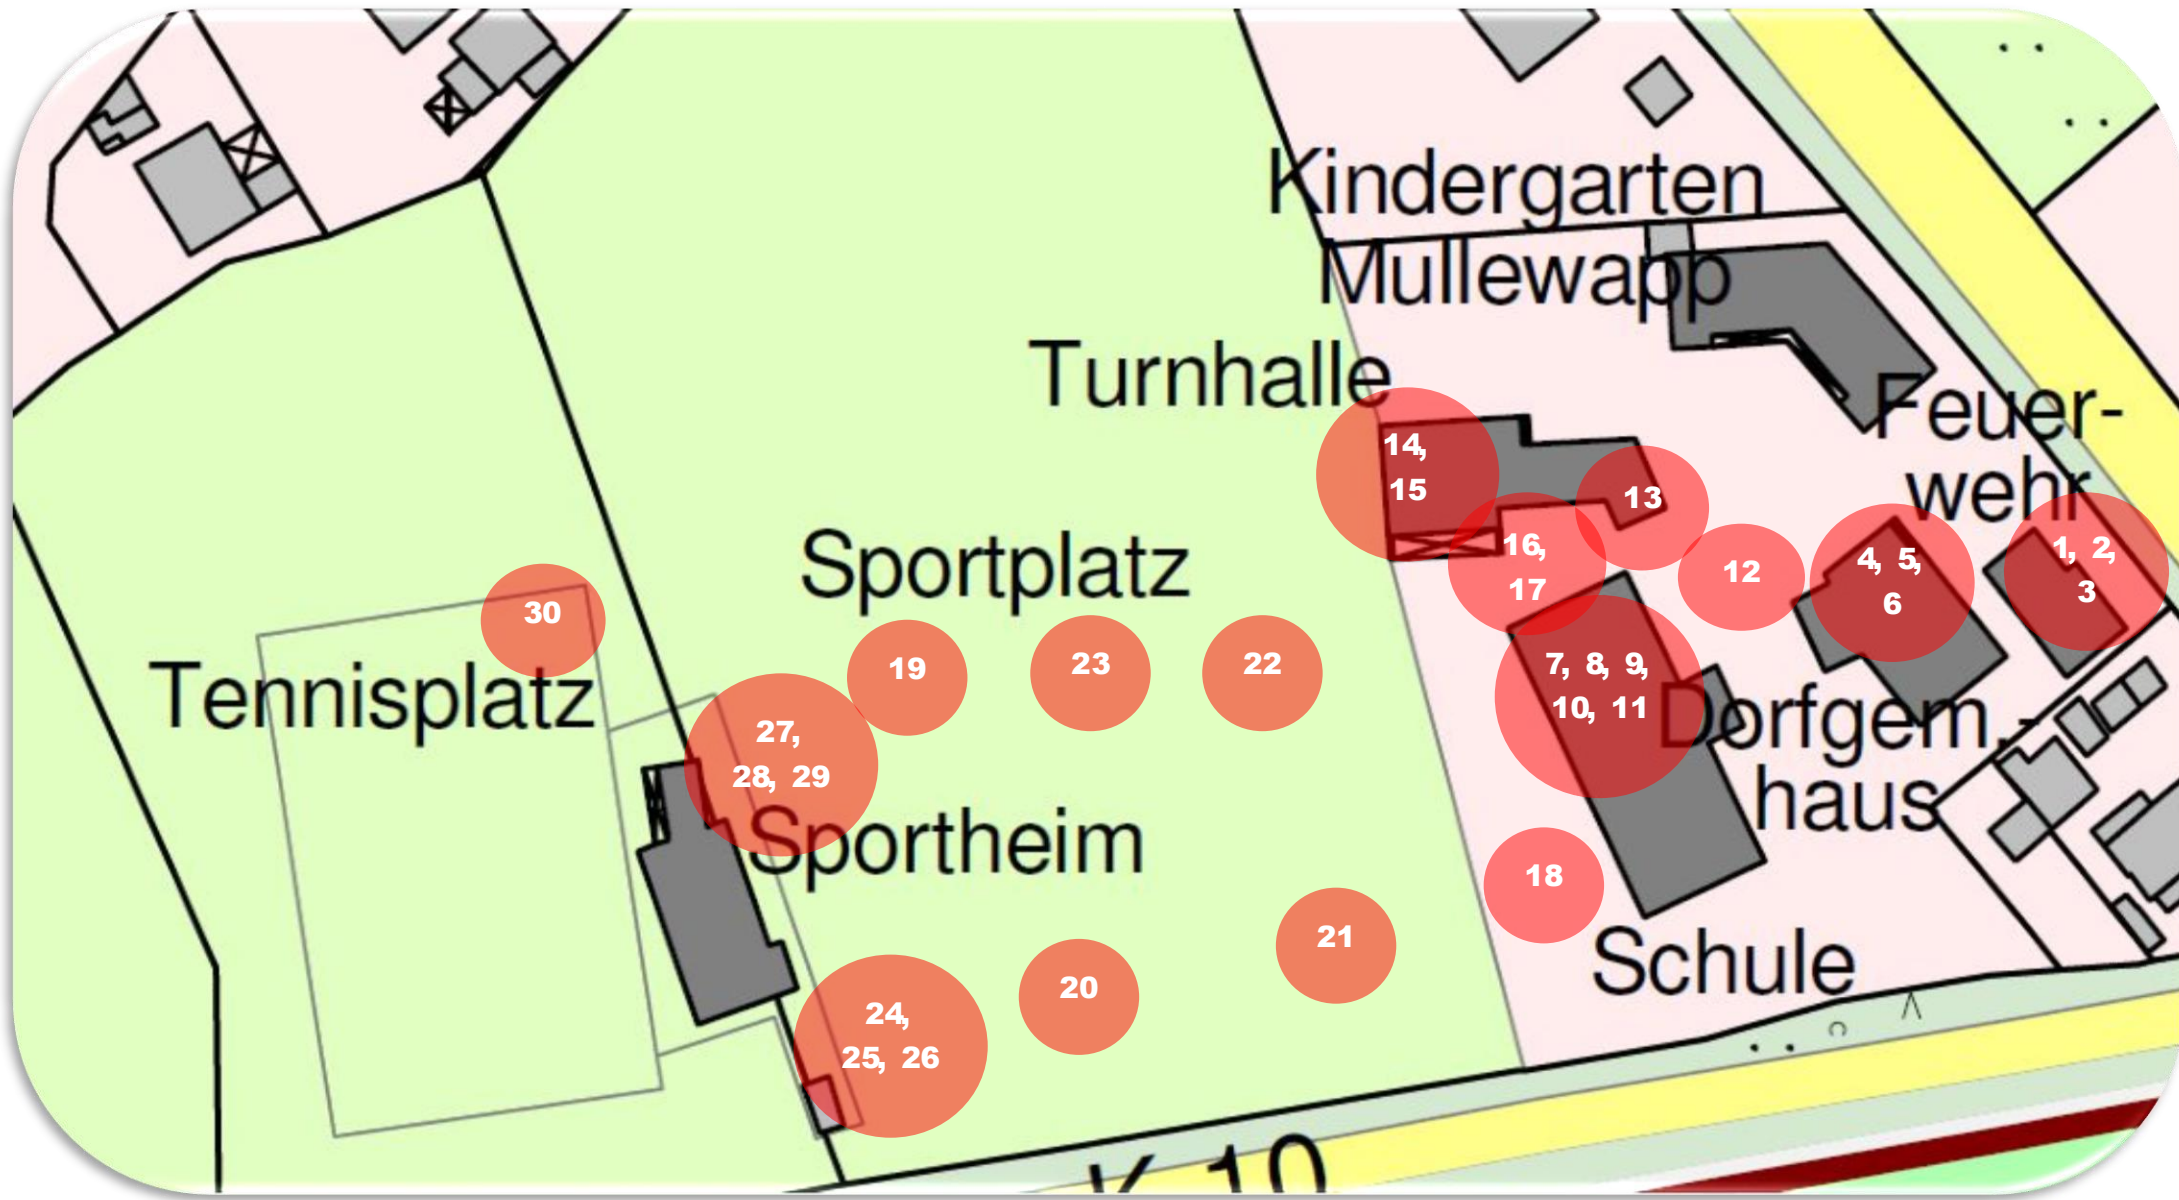 Kindergarten
Mullewapp
Turnhalle
Feuer-
wehr
14,
15
13
16,
17
12
4, 5,
6
1, 2,
3
Sportplatz
30
Tennisplatz
19
23
22
7, 8, 9,
10, 11
Dorfgem.-
haus
27,
28, 29
Sportheim
18
21
Schule
20
24,
25, 26
K 10